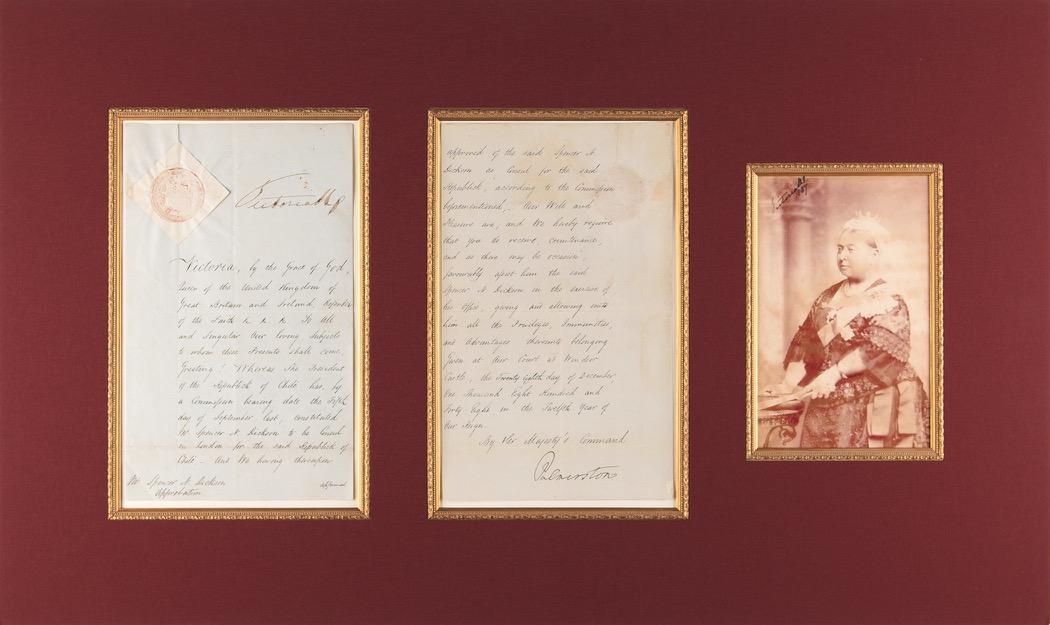 Victoria R
Victoria, by the Grace of God,
Queen of the United Kingdom of
Great Britain and Ireland, Defender
of the Faith &. &. &. To All
and Singular Our loving Subjects
to whom these Presents shall come,
Greeting! Whereas The President
of the Republick of Chile has, by
a Commission bearing date the Fifth
day of September last, constituted
Mr Spencer N. Dickson to be Consul
in London for the said Republick of
Chile_ And We having thereupon
Mr Spencer N. Dickson
Approbation
approved
approved of the said Spencer N.
Dickson as Consul for the said
Republick, according to the Commission
beforementioned,_ Our Will and
Pleasure are, and We hereby require
that you do receive, countenance,
and as there may be occasion,
favourably assist him the said
Spencer N. Dickson in the exercise of
his Office, giving and allowing unto
him all the Privileges, Immunities,
and Advantages thereunto belonging
Given at Our Court at Windsor
Castle, the Twenty Eighth day of December,
One Thousand Eight Hundred and
Forty Eight in the Twelfth Year of
Our Reign.
By Her Majesty's Command
Palmerston